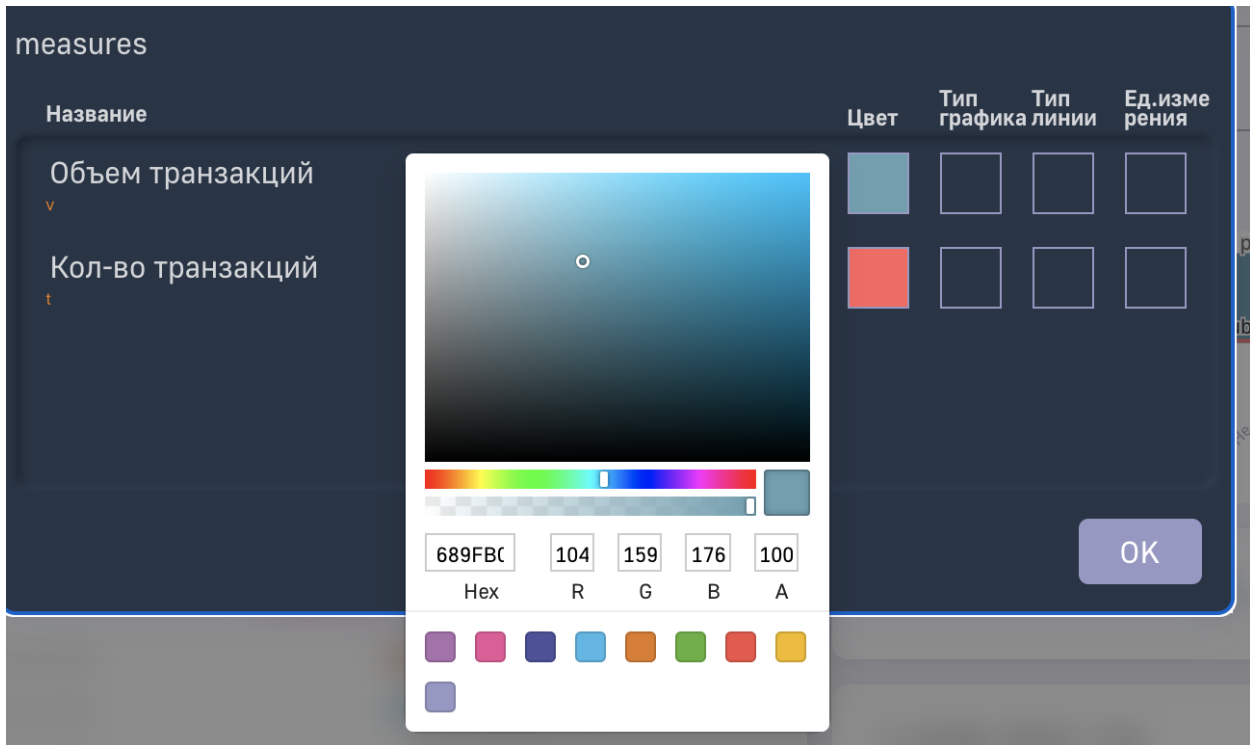 measures
Название
Цвет
Тип
графика
Тип
линии
Ед.изме
рения
Объем транзакций
v
Кол-во транзакций
t
689FB0
104
159
176
100
Hex
R
G
B
A
OK